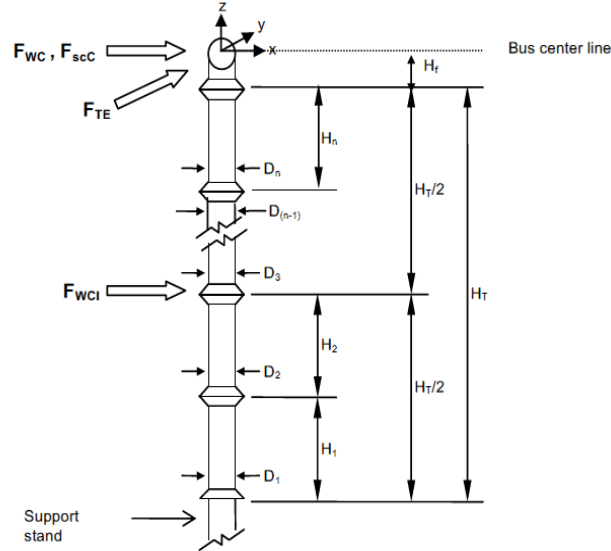 z
y
x
F_WC , F_scC
Bus center line
H_f
F_TE
H_n
D_n
H_T/2
D_(n-1)
D_3
F_WCI
H_T
H_2
D_2
H_T/2
H_1
D_1
Support
stand